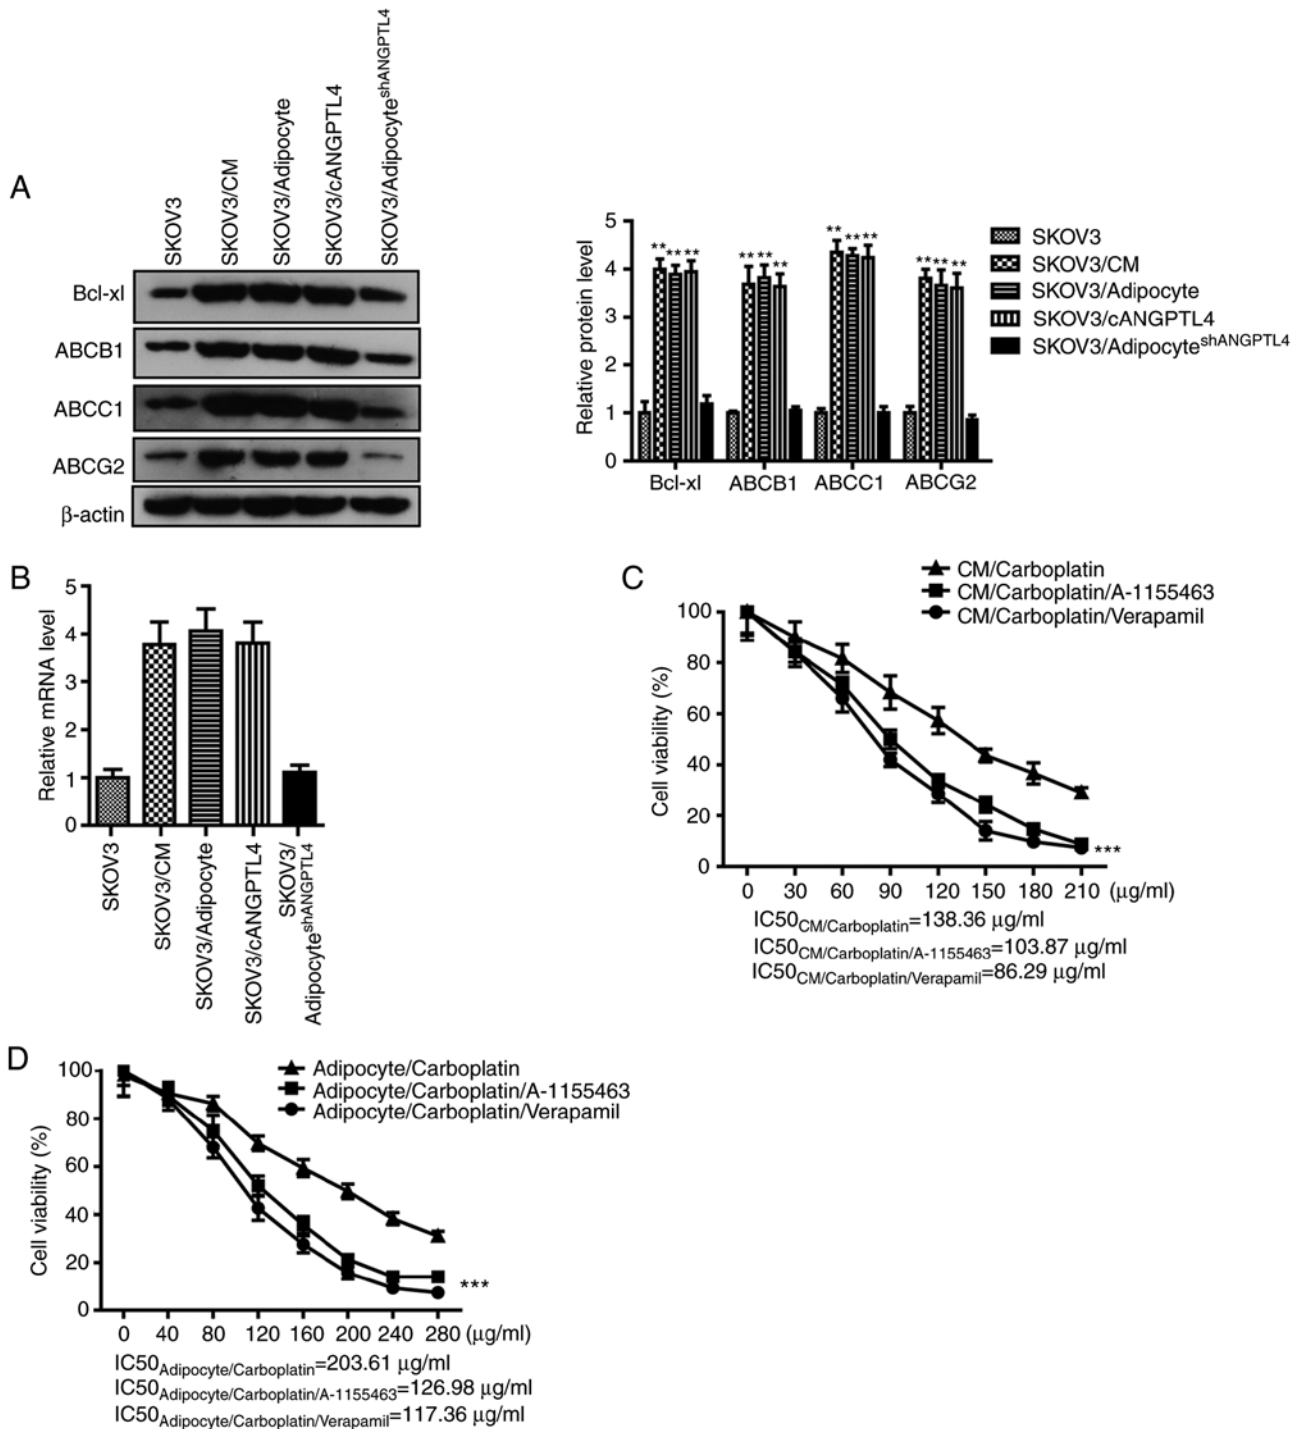 A
SKOV3
SKOV3/CM
SKOV3/Adipocyte
SKOV3/cANGPTL4
SKOV3/AdipocyteshANGPTL4
Bcl-xl
ABCB1
ABCC1
ABCG2
β-actin
Relative protein level
5
4
3
2
1
0
** ** **
** ** **
** ** **
** ** **
Bcl-xl ABCB1 ABCC1 ABCG2
SKOV3
SKOV3/CM
SKOV3/Adipocyte
SKOV3/cANGPTL4
SKOV3/AdipocyteshANGPTL4
B
Relative mRNA level
5
4
3
2
1
0
SKOV3
SKOV3/CM
SKOV3/Adipocyte
SKOV3/cANGPTL4
SKOV3/
AdipocyteshANGPTL4
C
CM/Carboplatin
CM/Carboplatin/A-1155463
CM/Carboplatin/Verapamil
Cell viability (%)
100
80
60
40
20
0
***
0 30 60 90 120 150 180 210 (μg/ml)
IC50CM/Carboplatin=138.36 μg/ml
IC50CM/Carboplatin/A-1155463=103.87 μg/ml
IC50CM/Carboplatin/Verapamil=86.29 μg/ml
D
Adipocyte/Carboplatin
Adipocyte/Carboplatin/A-1155463
Adipocyte/Carboplatin/Verapamil
Cell viability (%)
100
80
60
40
20
0
***
0 40 80 120 160 200 240 280 (μg/ml)
IC50Adipocyte/Carboplatin=203.61 μg/ml
IC50Adipocyte/Carboplatin/A-1155463=126.98 μg/ml
IC50Adipocyte/Carboplatin/Verapamil=117.36 μg/ml